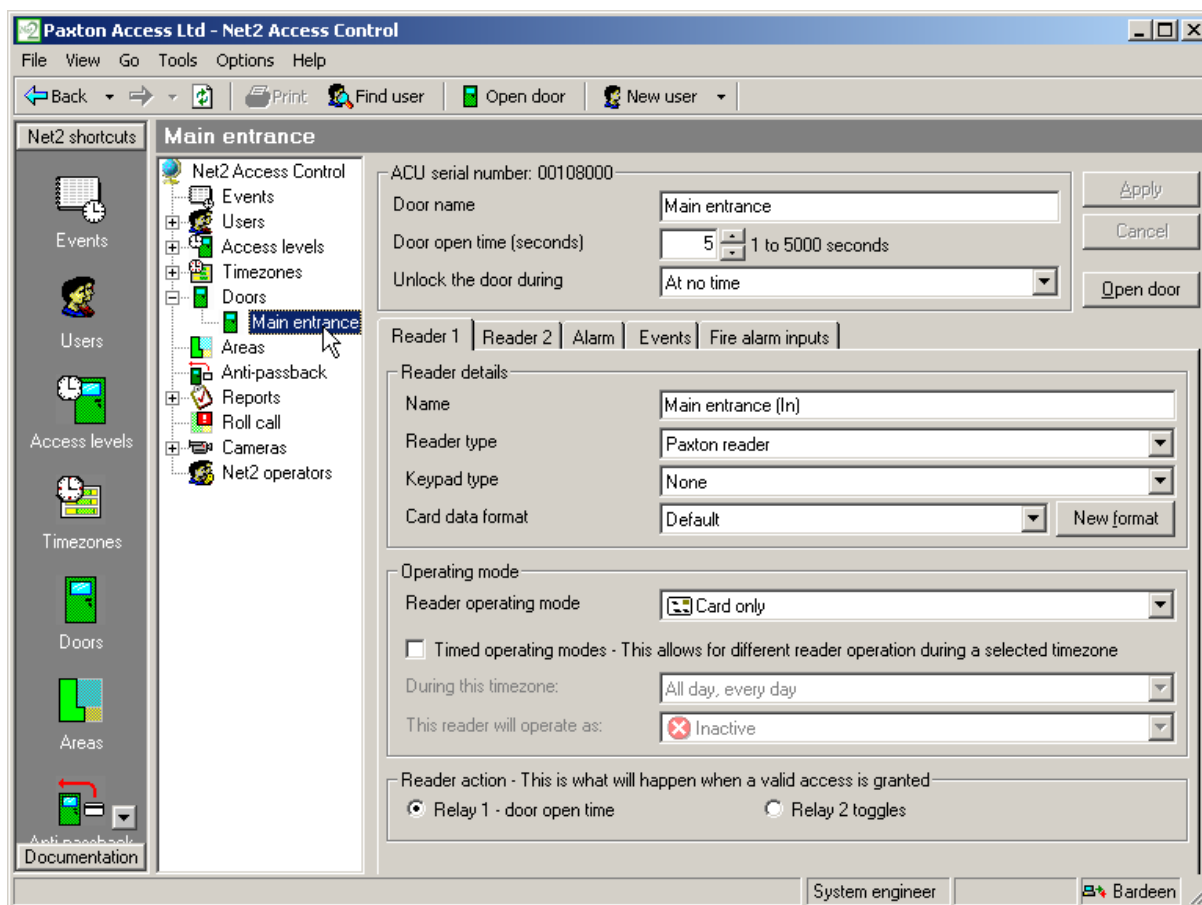 Paxton Access Ltd - Net2 Access Control
File View Go Tools Options Help
Back Print Find user Open door New user
Net2 shortcuts
Events
Users
Access levels
Timezones
Doors
Areas
Anti-passback
Documentation
Main entrance
Net2 Access Control
Events
Users
Access levels
Timezones
Doors
Main entrance
Areas
Anti-passback
Reports
Roll call
Cameras
Net2 operators
ACU serial number: 00108000
Door name Main entrance
Door open time (seconds) 5 1 to 5000 seconds
Unlock the door during At no time
Apply
Cancel
Open door
Reader 1 Reader 2 Alarm Events Fire alarm inputs
Reader details
Name Main entrance (In)
Reader type Paxton reader
Keypad type None
Card data format Default New format
Operating mode
Reader operating mode Card only
Timed operating modes - This allows for different reader operation during a selected timezone
During this timezone: All day, every day
This reader will operate as: Inactive
Reader action - This is what will happen when a valid access is granted
Relay 1 - door open time Relay 2 toggles
System engineer Bardeen